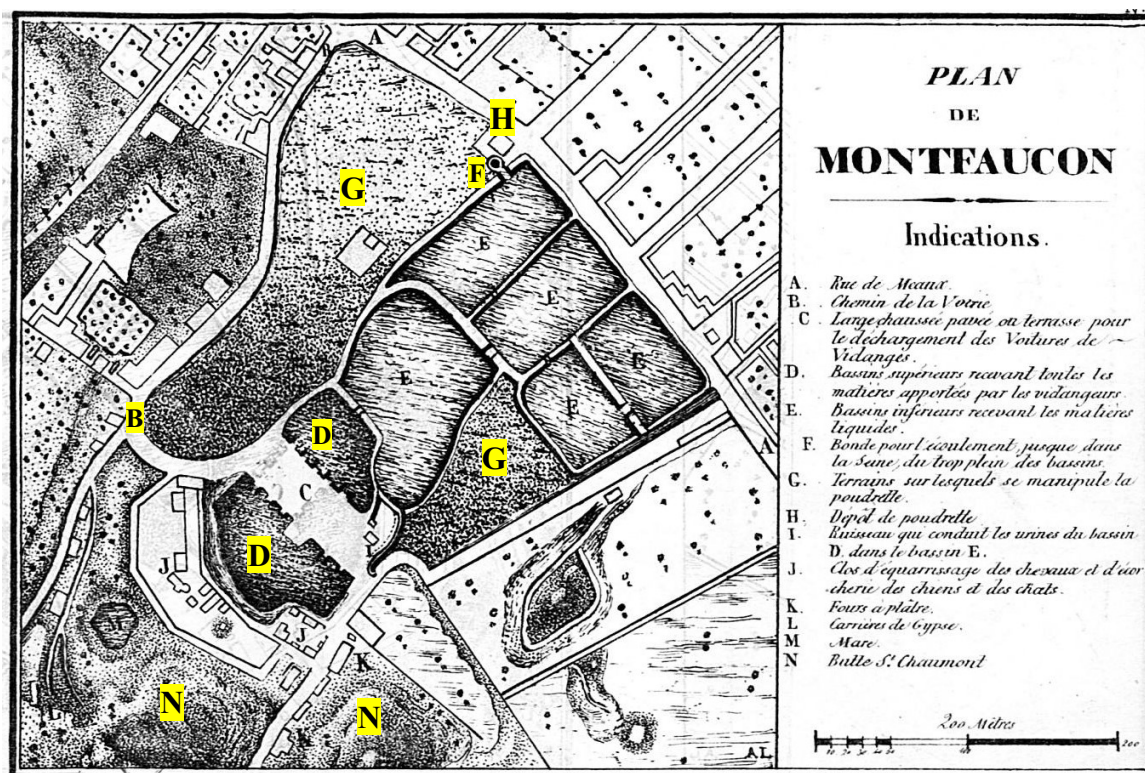 PLAN
DE
MONTFAUCON
Indications.
A. Rue de Meaux.
B. Chemin de la Voirie
C. Large chaussée pavée ou terrasse pour
le déchargement des Voitures de
Vidanges.
D. Bassins supérieurs recevant toutes les
matières apportées par les vidangeurs.
E. Bassins inférieurs recevant les matières
liquides.
F. Bonde pour l'écoulement, jusque dans
la Seine, du trop plein des bassins.
G. Terrains sur lesquels se manipule la
poudrette.
H. Dépôt de poudrette
I. Ruisseau qui conduit les urines du bassin
D. dans le bassin E.
J. Clos d'équarrissage des chevaux et d'écor
cherie des chiens et des chats.
K. Fours à plâtre.
L. Carrières de Gypse.
M. Mare.
N. Butte St Chaumont
200 Mètres
200
A
B
H
F
G
E
E
E
E
E
B
D
G
A
C
D
J
M
J
K
L
N
N
A.L